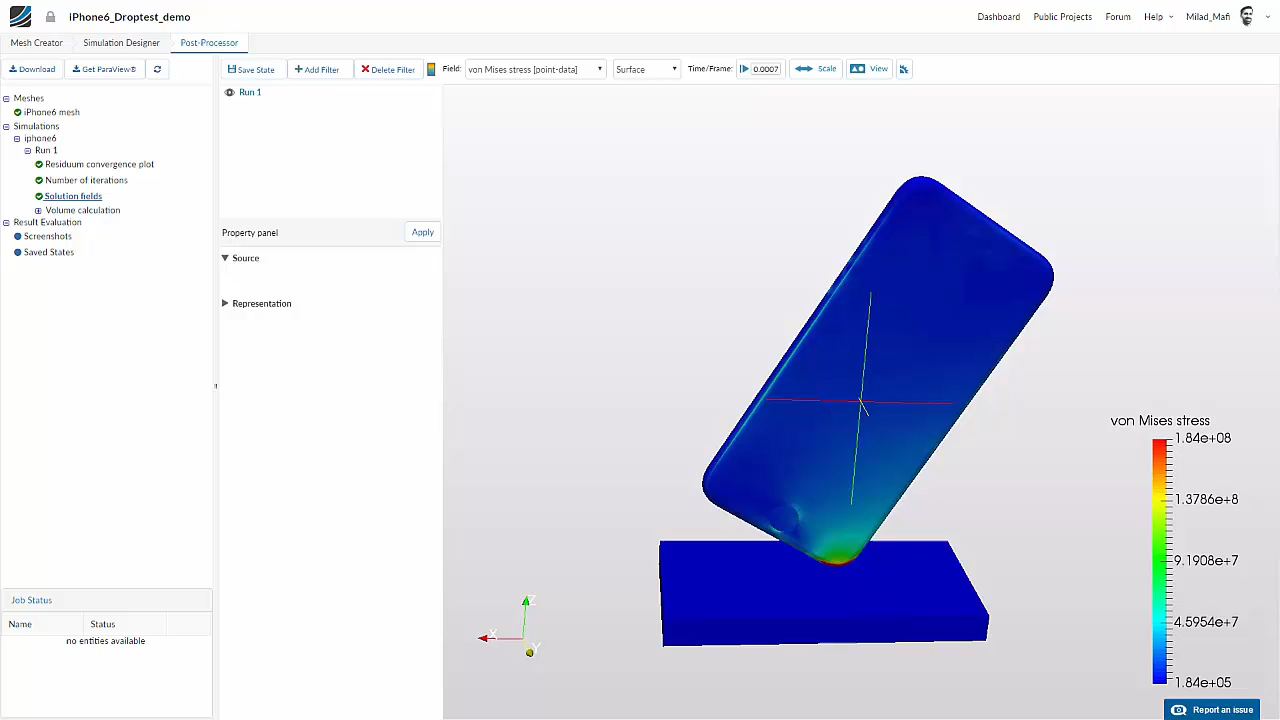 iPhone6_Droptest_demo
Dashboard Public Projects Forum Help Milad_Mafi
Mesh Creator Simulation Designer Post-Processor
Download Get ParaView® Save State Add Filter Delete Filter Field: von Mises stress [point-data] Surface Time/Frame: 0.0007 Scale View
Meshes
iPhone6 mesh
Simulations
iphone6
Run 1
Residuum convergence plot
Number of iterations
Solution fields
Volume calculation
Result Evaluation
Screenshots
Saved States
Job Status
Name Status
no entities available
Run 1
Property panel Apply
Source
Representation
von Mises stress
1.84e+08
1.3786e+8
9.1908e+7
4.5954e+7
1.84e+05
Z
X
Y
Report an issue